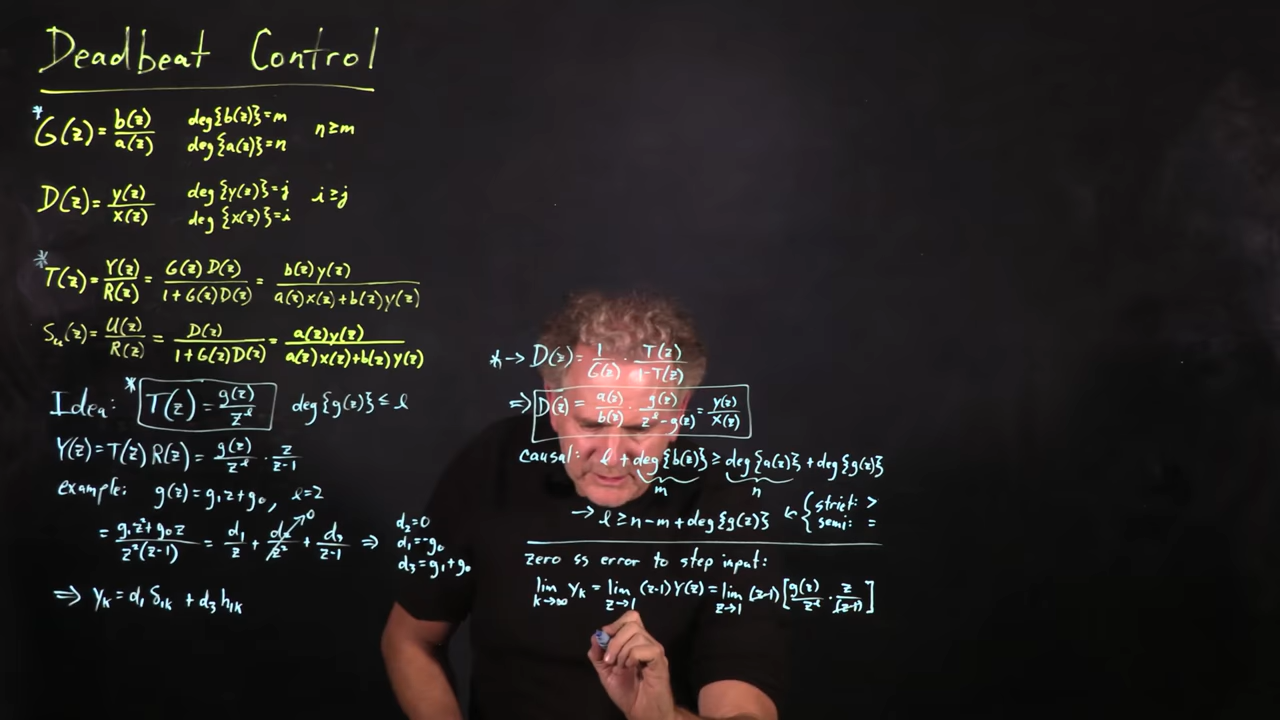 Deadbeat Control
* G(z) = b(z)/a(z) deg{b(z)}=m deg{a(z)}=n n≥m
D(z) = y(z)/x(z) deg{y(z)}=j deg{x(z)}=i i≥j
* T(z) = Y(z)/R(z) = G(z)D(z)/1+G(z)D(z) = b(z)y(z)/a(z)x(z)+b(z)y(z)
Su(z) = U(z)/R(z) = D(z)/1+G(z)D(z) = a(z)y(z)/a(z)x(z)+b(z)y(z)
Idea: * T(z) = g(z)/z^ℓ deg{g(z)} ≤ ℓ
Y(z) = T(z) R(z) = g(z)/z^ℓ · z/z-1
example: g(z) = g₁z+g₀, ℓ=2
= g₁z²+g₀z/z²(z-1) = d₁/z + d₂/z² → 0 + d₃/z-1 ⇒ d₂=0 d₁=-g₀ d₃=g₁+g₀
⇒ yk = d₁ δ1k + d₃ h1k
* → D(z) = 1/G(z) · T(z)/1-T(z)
⇒ D(z) = a(z)/b(z) · g(z)/z^ℓ-g(z) = y(z)/x(z)
causal: ℓ + deg{b(z)} ≥ deg{a(z)} + deg{g(z)}
m n
→ ℓ ≥ n-m + deg{g(z)} ← { strict: > semi: =
zero ss error to step input:
lim k→∞ yk = lim z→1 (z-1) Y(z) = lim z→1 (z-1) [ g(z)/z^ℓ · z/(z-1) ]